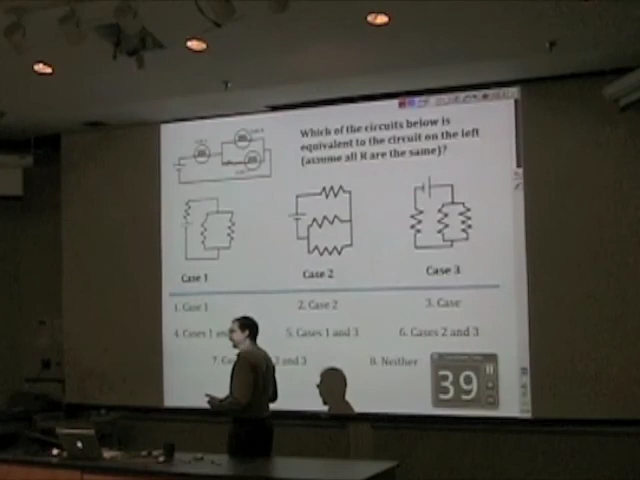 Which of the circuits below is
equivalent to the circuit on the left
(assume all R are the same)?
Case 1
Case 2
Case 3
1. Case 1
2. Case 2
3. Case
4. Cases 1
5. Cases 1 and 3
6. Cases 2 and 3
7. 2 and 3
8. Neither
39